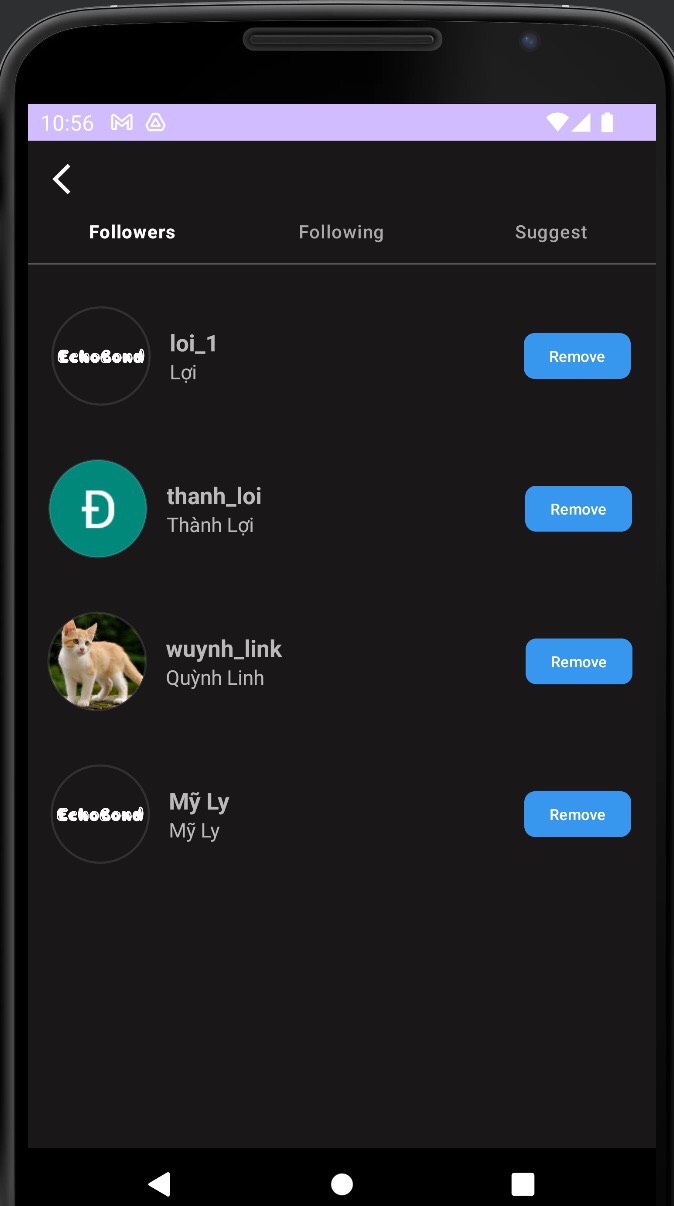 10:56
Followers
Following
Suggest
EchoBond
loi_1
Lợi
Remove
Đ
thanh_loi
Thành Lợi
Remove
wuynh_link
Quỳnh Linh
Remove
EchoBond
Mỹ Ly
Mỹ Ly
Remove